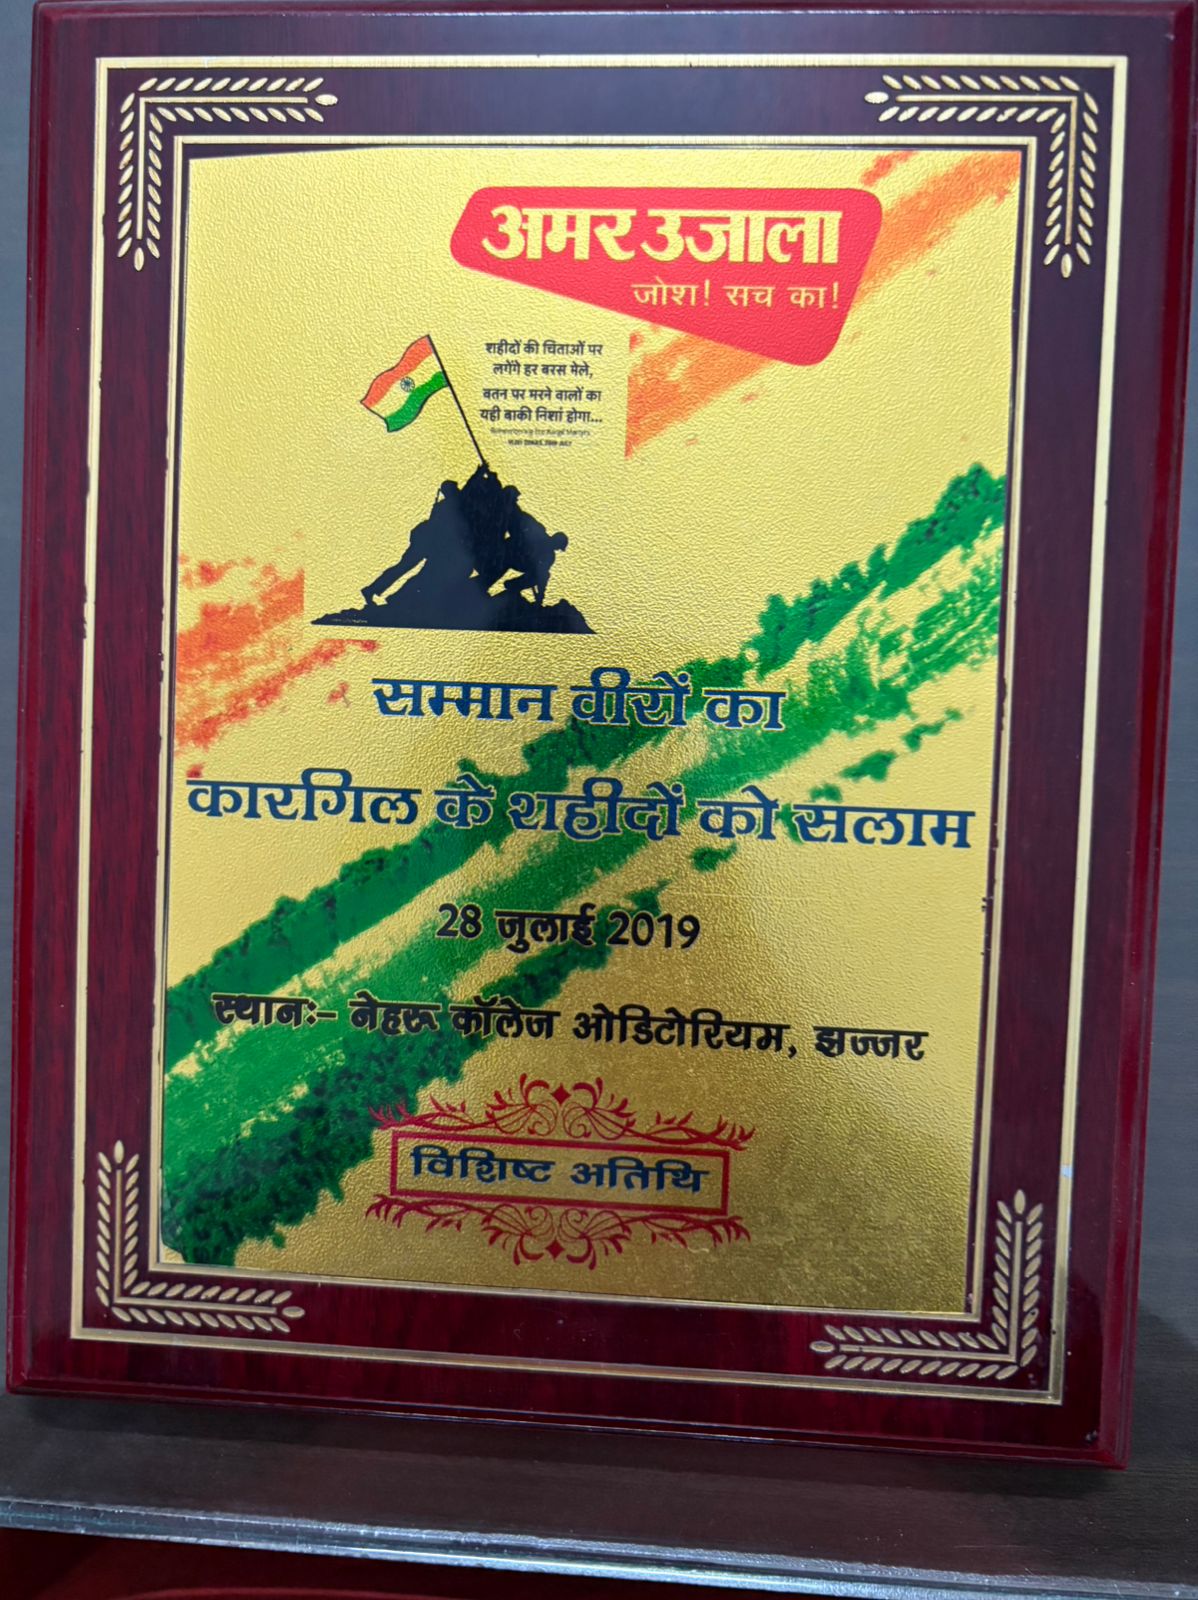 अमर उजाला
जोश! सच का!
शहीदों की चिताओं पर
लगेंगे हर बरस मेले,
वतन पर मरने वालों का
यही बाकी निशां होगा...
सम्मान वीरों का
कारगिल के शहीदों को सलाम
28 जुलाई 2019
स्थानः– नेहरू कॉलेज ओडिटोरियम, झज्जर
विशिष्ट अतिथि